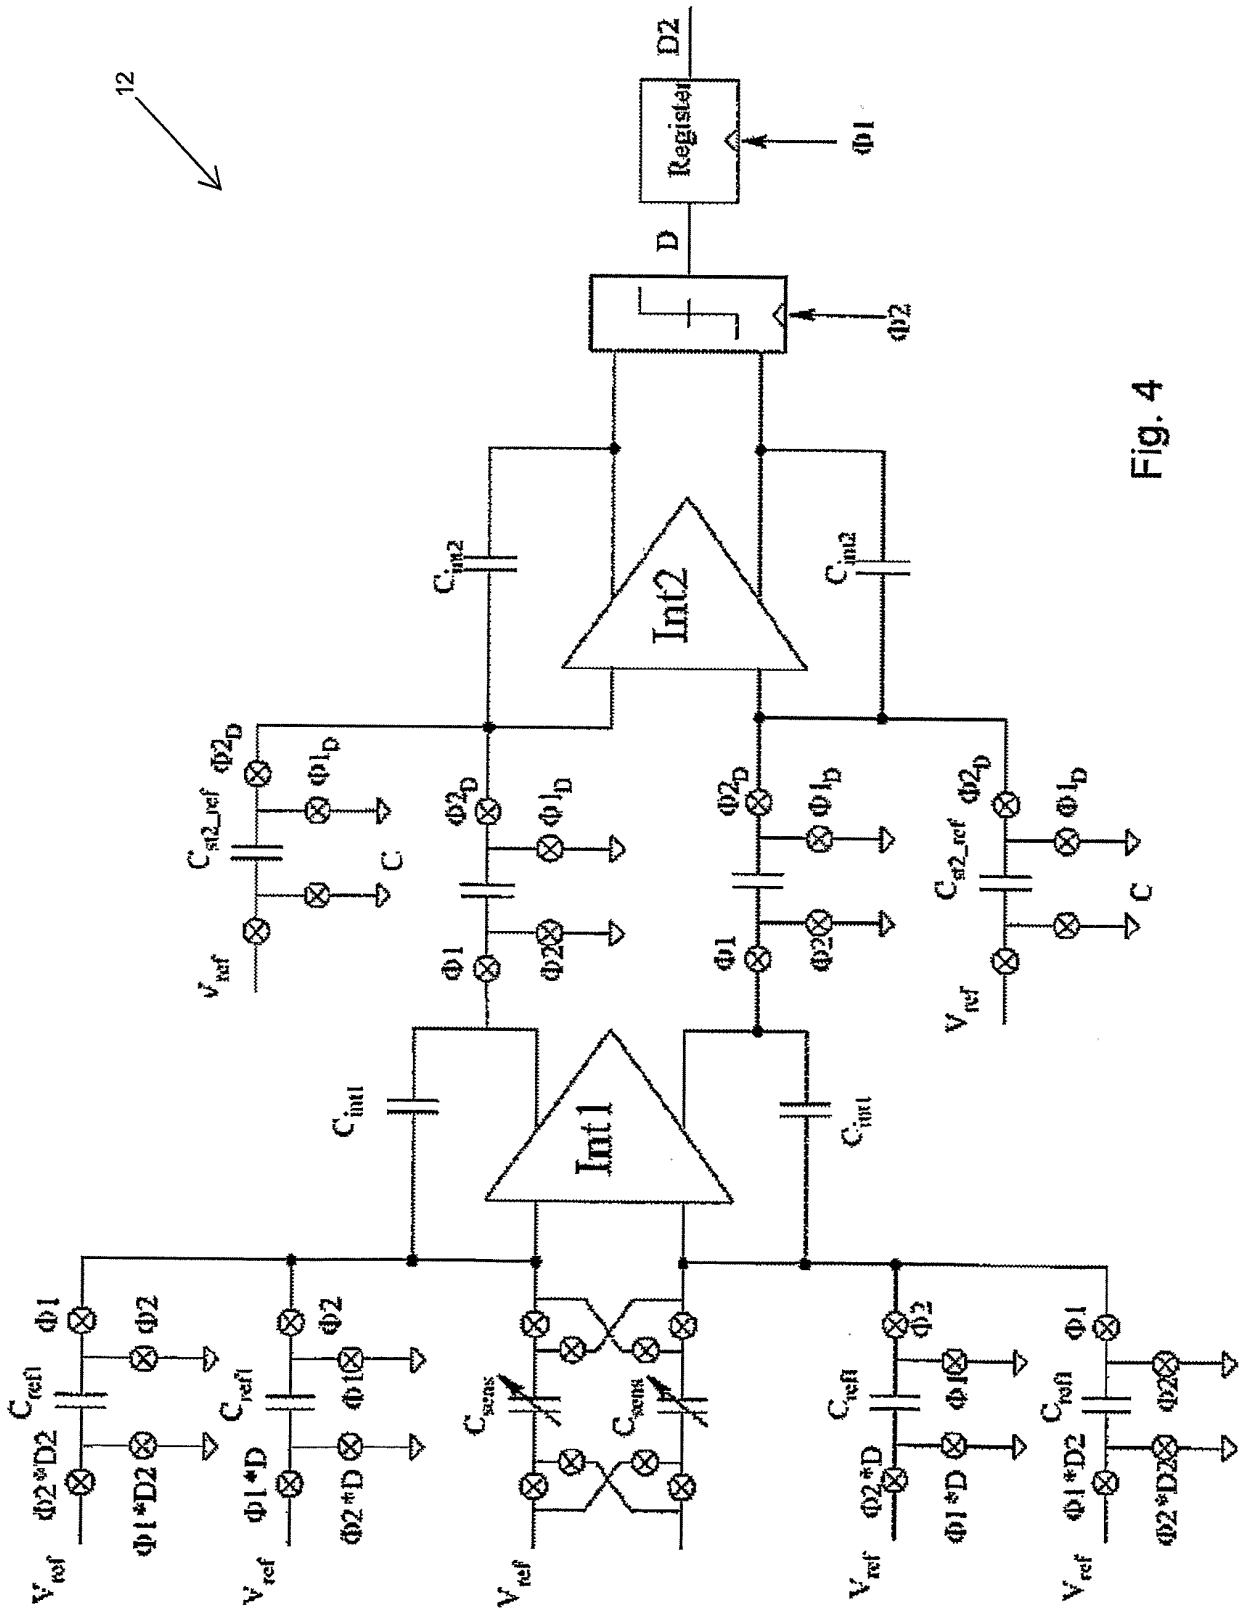 12
V_ref Φ2*D2 C_ref1 Φ1
Φ1*D2 Φ2
V_ref Φ1*D C_ref1 Φ2
Φ2*D Φ1
V_ref C_st2_ref Φ2_D
C Φ1_D
C_int1
Φ1 Φ2_D
Φ2 Φ1_D
C_int2
C_sens
V_ref
Int1
C_sens
Int2
D
Register
D2
Φ1 Φ2_D
Φ2 Φ1_D
C_int1
C_int2
Φ2
Φ1
V_ref Φ2*D C_ref1 Φ2
Φ1*D Φ1
V_ref C_st2_ref Φ2_D
C Φ1_D
V_ref Φ1*D2 C_ref1 Φ1
Φ2*D2 Φ2
Fig. 4